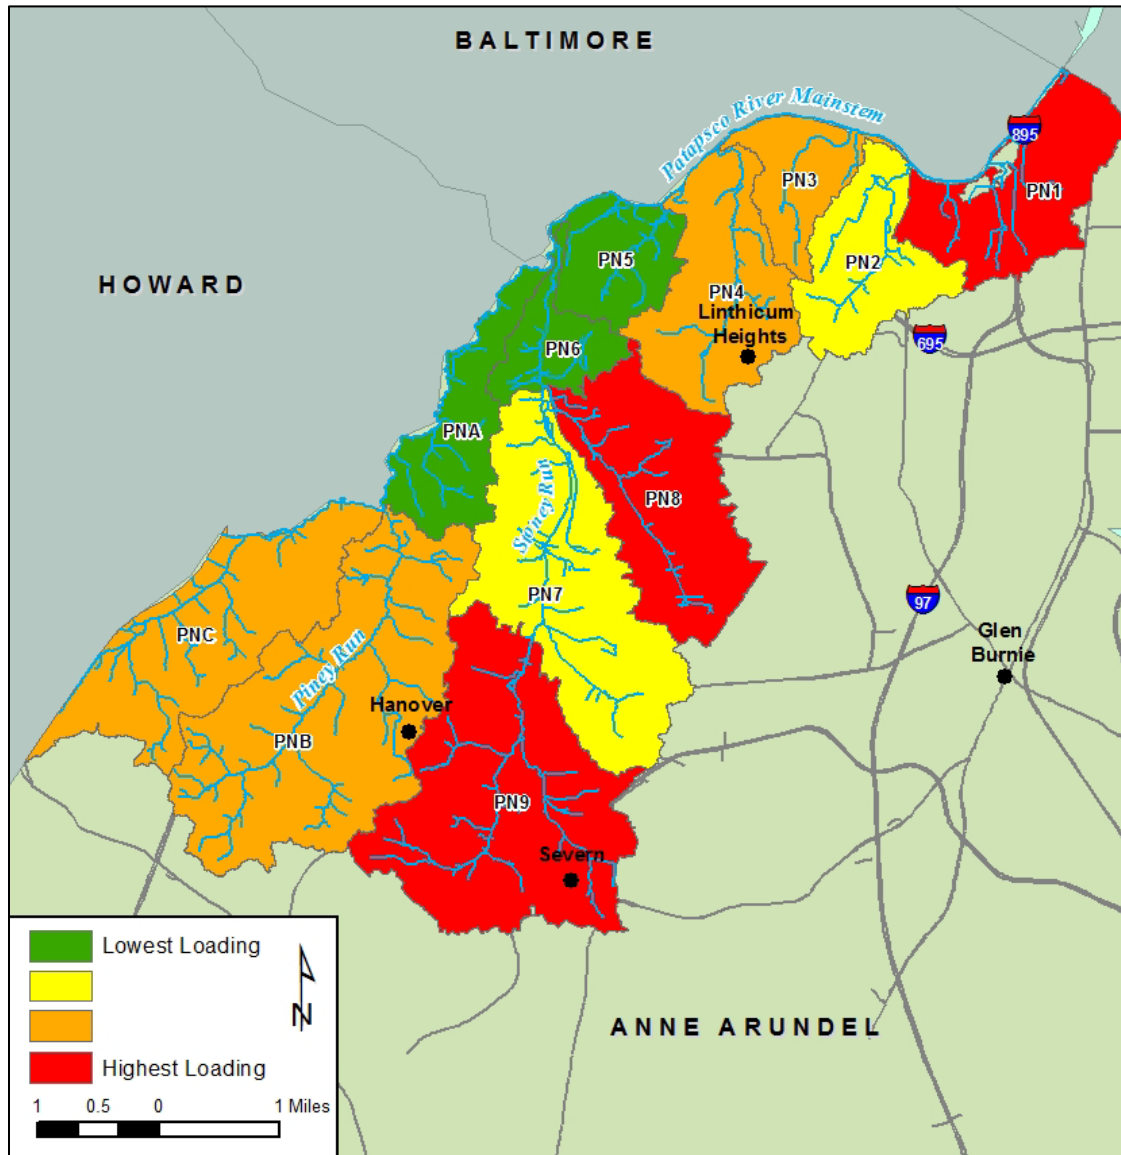 BALTIMORE
Patapsco River Mainstem
895
PN3
PN1
PN5
PN2
HOWARD
PN4
Linthicum
Heights
695
PN6
PNA
Stoney Run
PN8
PN7
97
PNC
Glen
Burnie
Piney Run
Hanover
PNB
PN9
Severn
Lowest Loading
N
ANNE ARUNDEL
Highest Loading
1 0.5 0 1 Miles